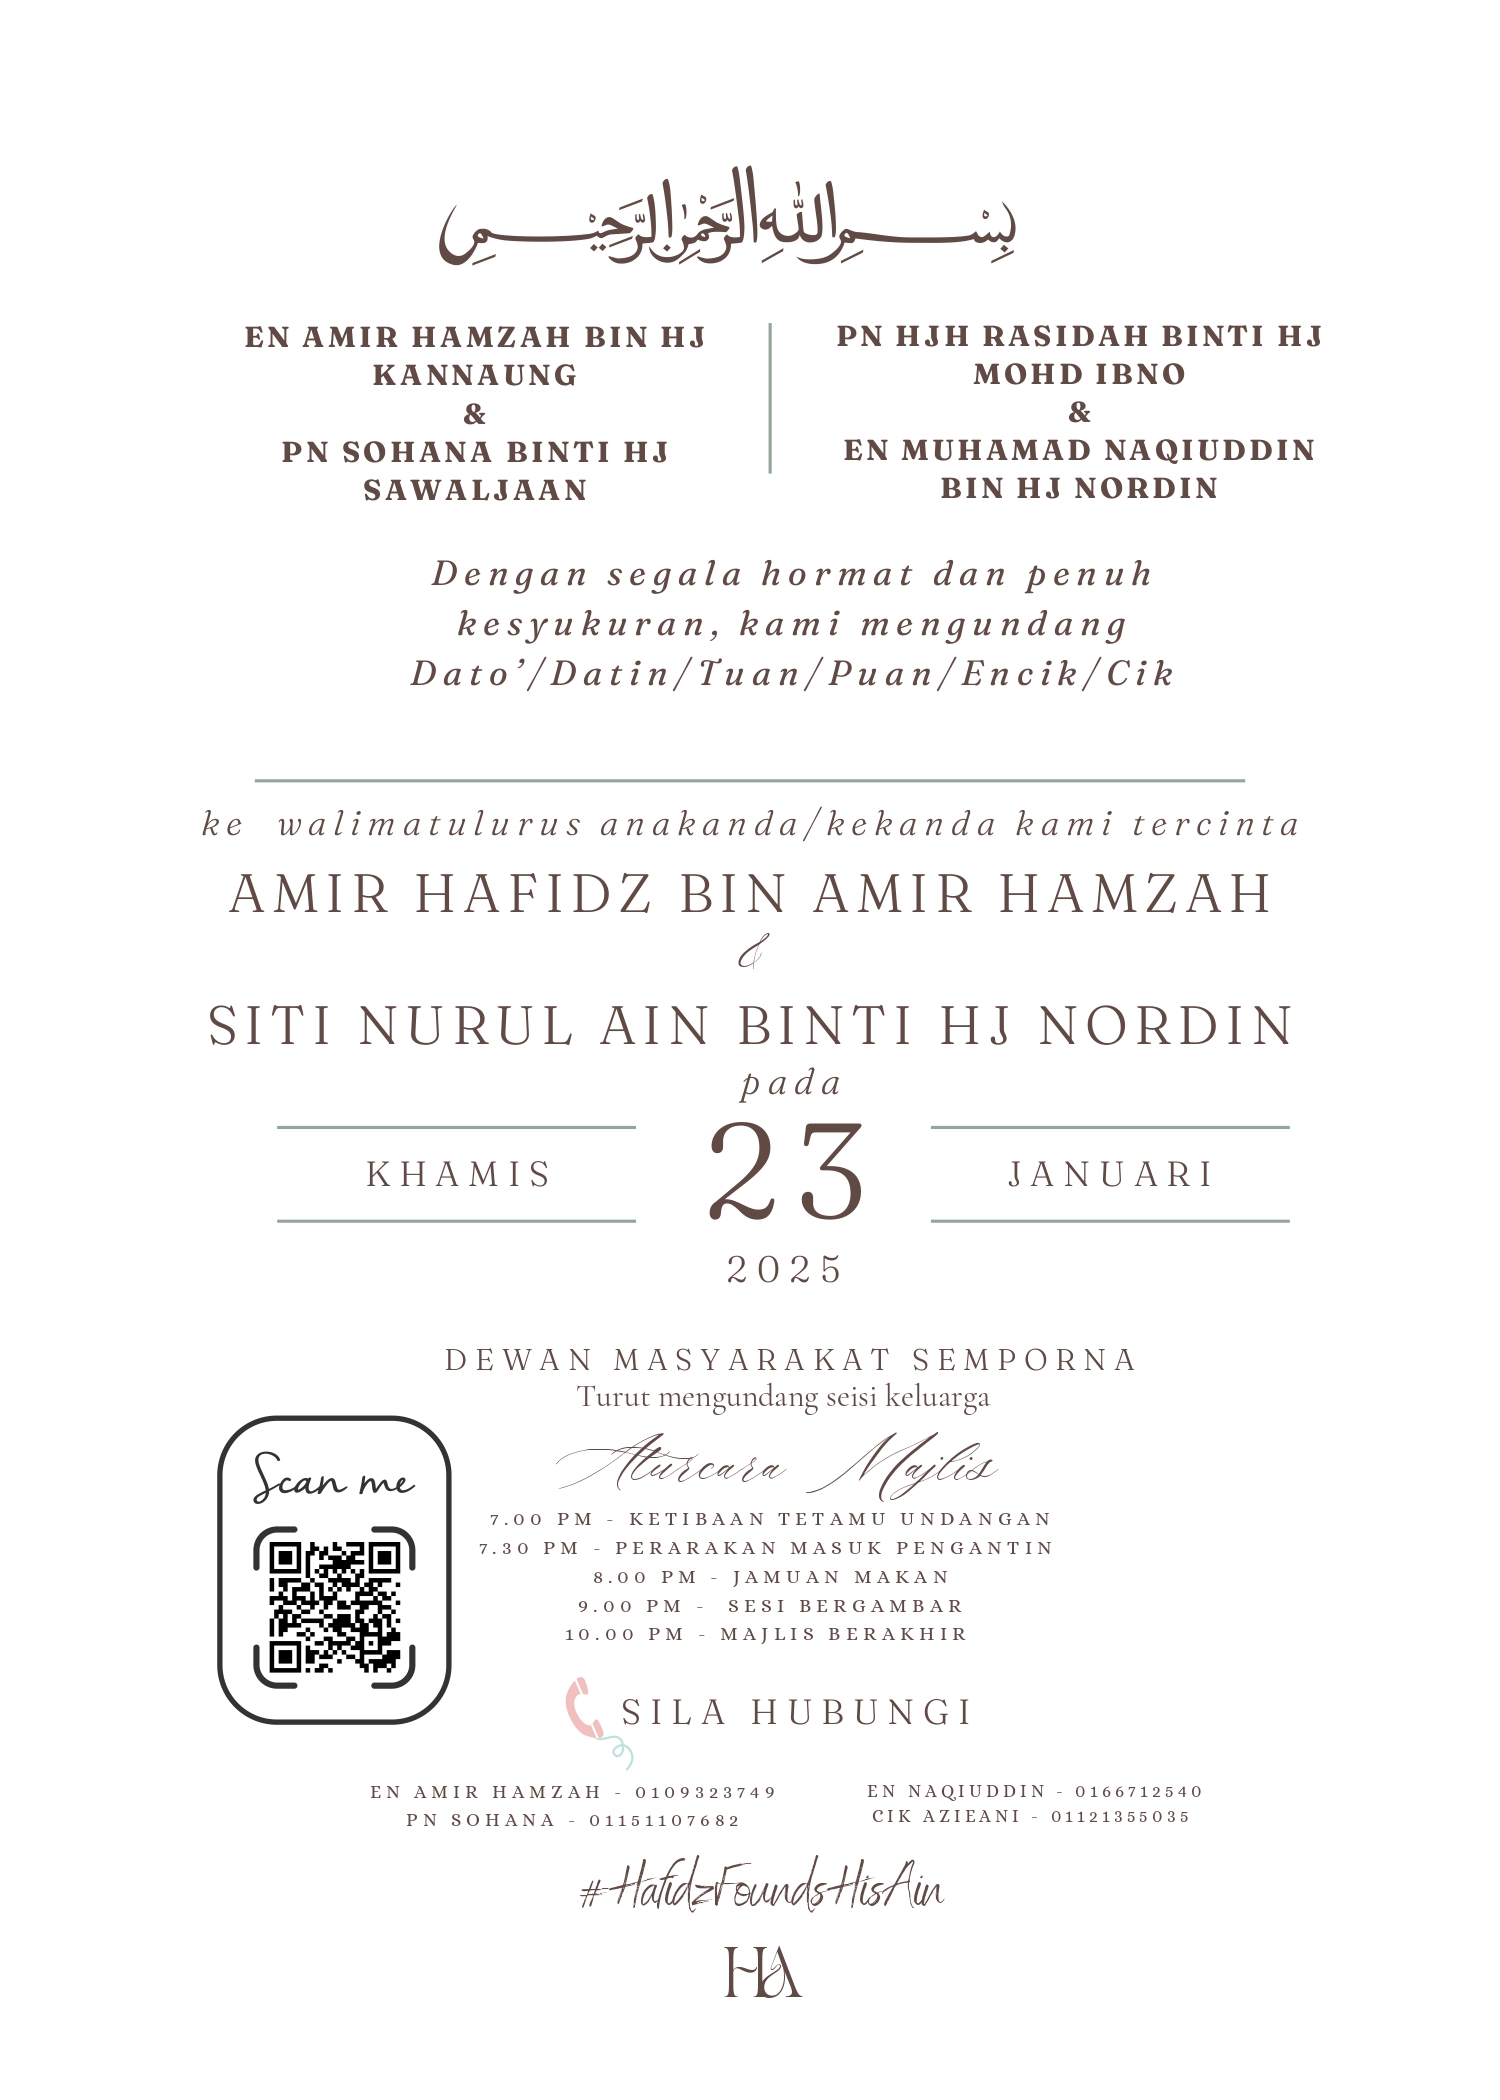 بِسْمِ اللهِ الرَّحْمٰنِ الرَّحِيْمِ
EN AMIR HAMZAH BIN HJ
KANNAUNG
&
PN SOHANA BINTI HJ
SAWALJAAN
PN HJH RASIDAH BINTI HJ
MOHD IBNO
&
EN MUHAMAD NAQIUDDIN
BIN HJ NORDIN
Dengan segala hormat dan penuh
kesyukuran, kami mengundang
Dato’/Datin/Tuan/Puan/Encik/Cik
ke walimatulurus anakanda/kekanda kami tercinta
AMIR HAFIDZ BIN AMIR HAMZAH
&
SITI NURUL AIN BINTI HJ NORDIN
pada
KHAMIS
23
JANUARI
2025
DEWAN MASYARAKAT SEMPORNA
Turut mengundang seisi keluarga
Aturcara Majlis
Scan me
7.00 PM - KETIBAAN TETAMU UNDANGAN
7.30 PM - PERARAKAN MASUK PENGANTIN
8.00 PM - JAMUAN MAKAN
9.00 PM - SESI BERGAMBAR
10.00 PM - MAJLIS BERAKHIR
SILA HUBUNGI
EN AMIR HAMZAH - 0109323749
PN SOHANA - 01151107682
EN NAQIUDDIN - 0166712540
CIK AZIEANI - 01121355035
#HafidzFoundsHisAin
H&A